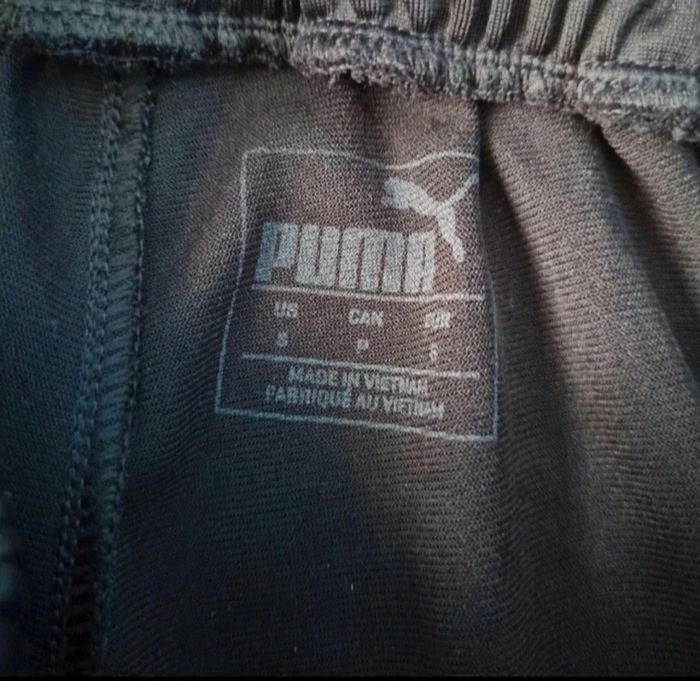 PUMA
US CAN EUR
S P S
MADE IN VIETNAM
FABRIQUÉ AU VIETNAM